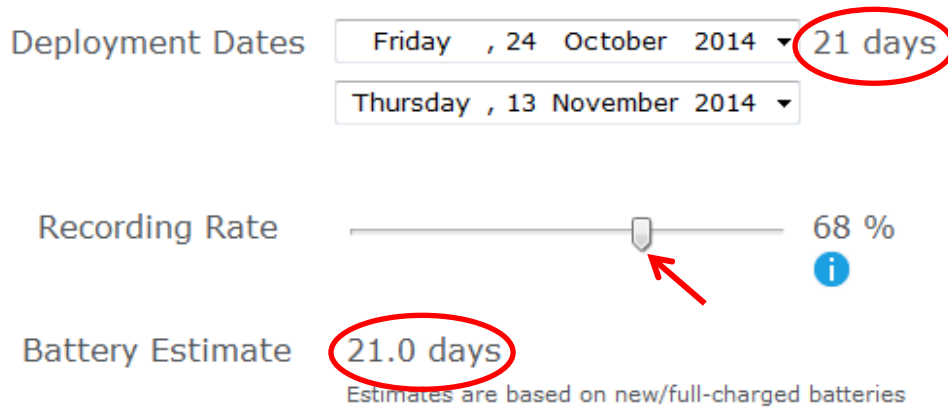 Deployment Dates Friday , 24 October 2014 21 days
Thursday , 13 November 2014
Recording Rate 68 %
i
Battery Estimate 21.0 days
Estimates are based on new/full-charged batteries